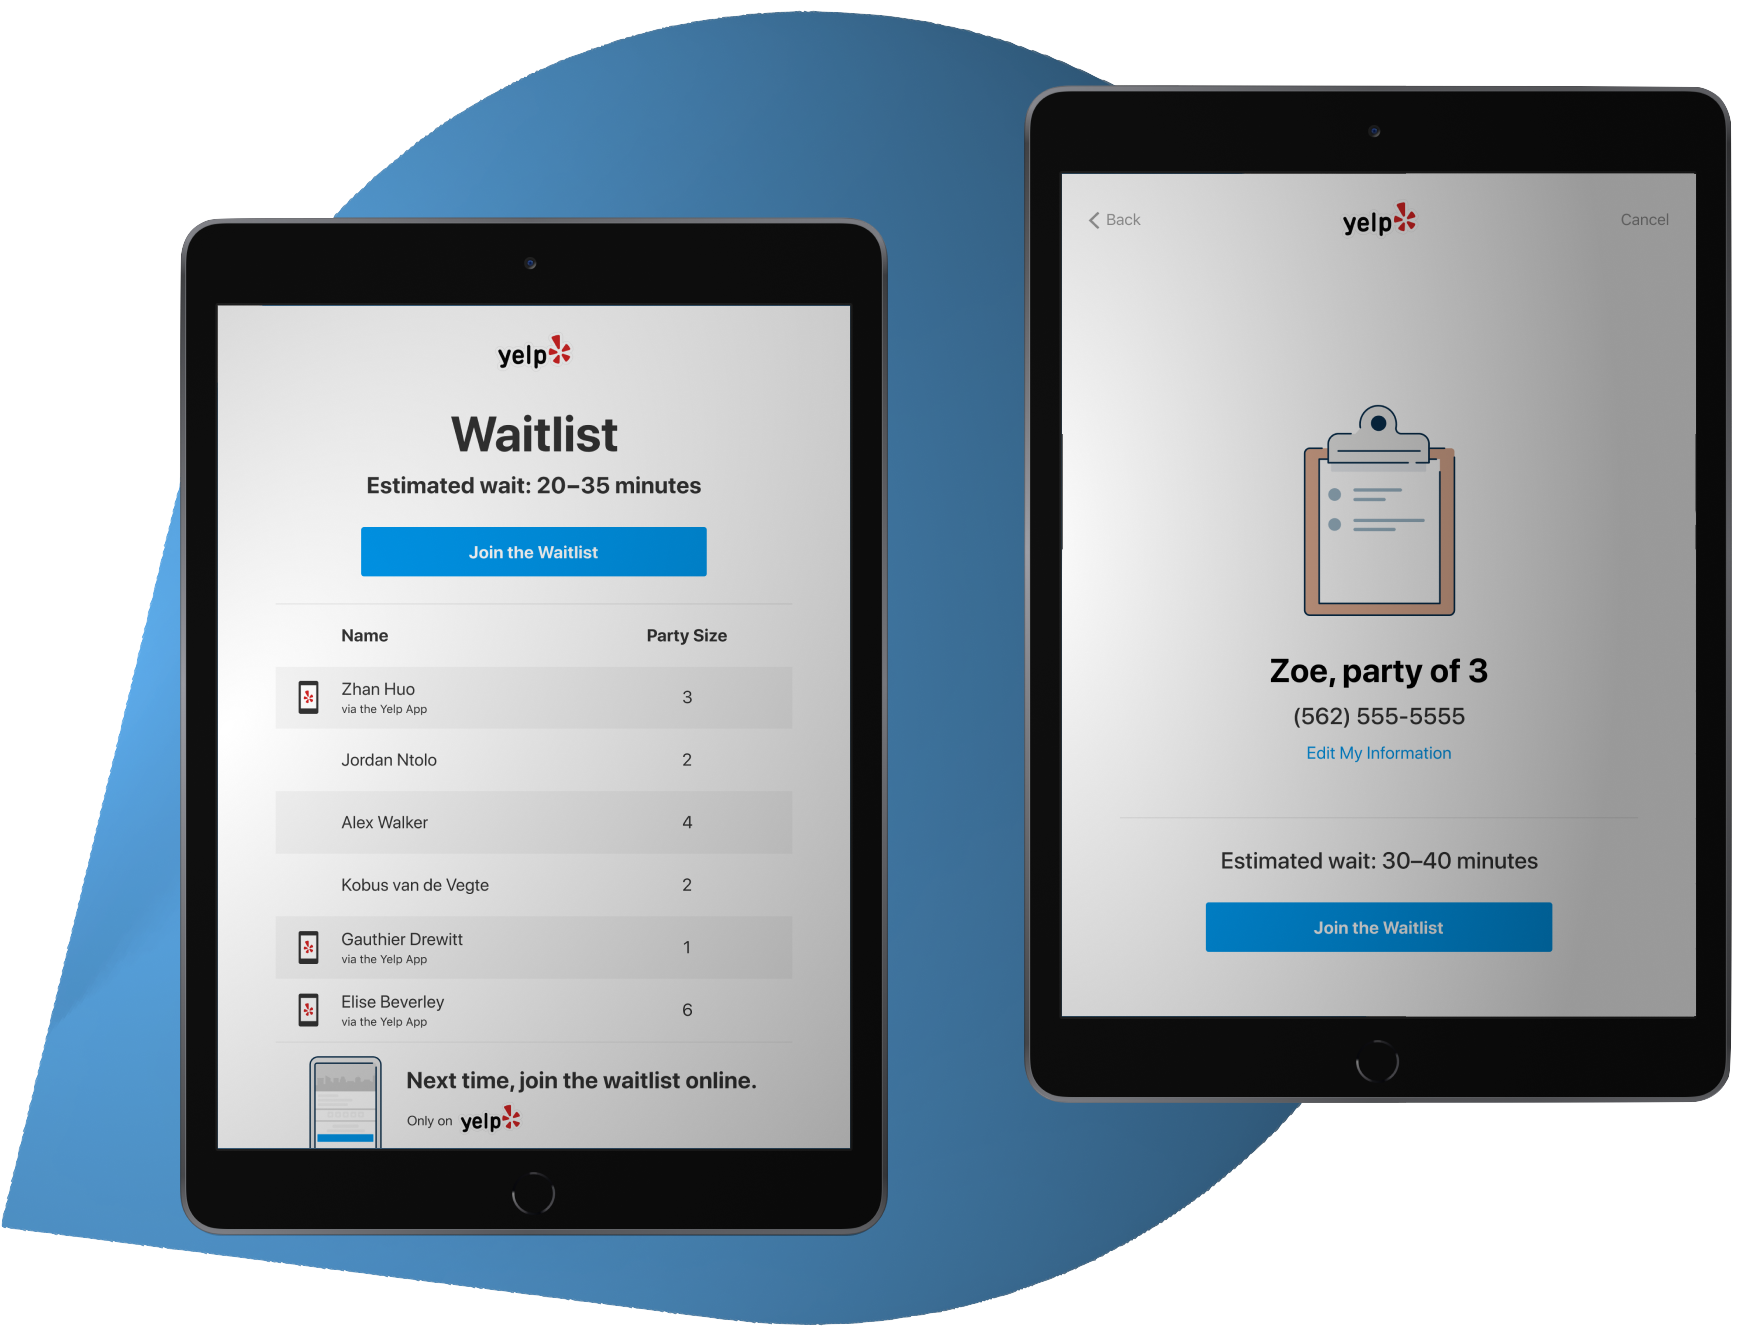 yelp
Waitlist
Estimated wait: 20–35 minutes
Join the Waitlist
Name Party Size
Zhan Huo 3
via the Yelp App
Jordan Ntolo 2
Alex Walker 4
Kobus van de Vegte 2
Gauthier Drewitt 1
via the Yelp App
Elise Beverley 6
via the Yelp App
Next time, join the waitlist online.
Only on yelp
Back yelp Cancel
Zoe, party of 3
(562) 555-5555
Edit My Information
Estimated wait: 30–40 minutes
Join the Waitlist